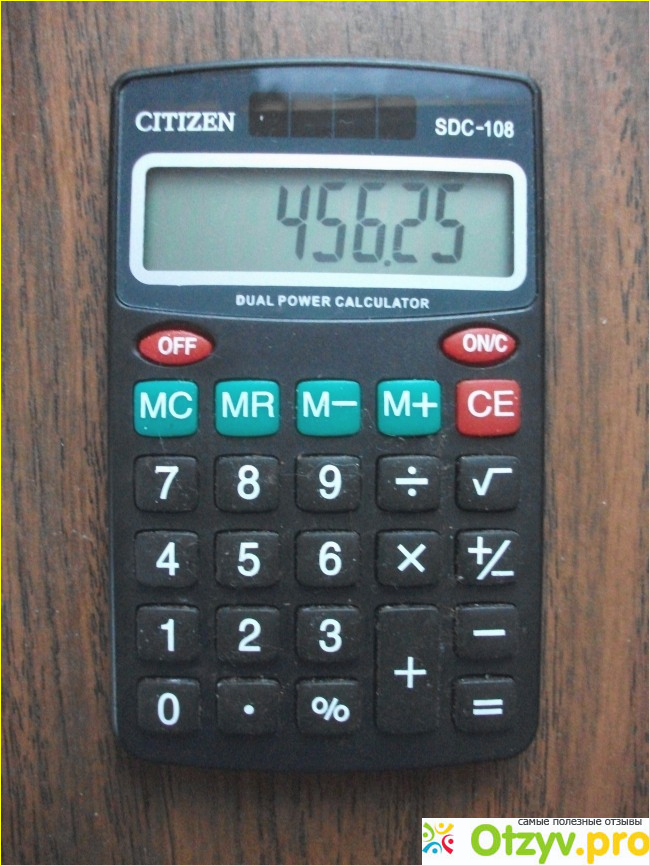 CITIZEN
SDC-108
456.25
DUAL POWER CALCULATOR
OFF ON/C
MC MR M− M+ CE
7 8 9 ÷ √
4 5 6 × +/−
1 2 3 + −
0 . % =
самые полезные отзывы
Otzyv.pro